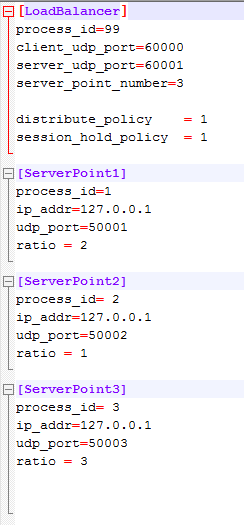 [LoadBalancer]
process_id=99
client_udp_port=60000
server_udp_port=60001
server_point_number=3
distribute_policy    = 1
session_hold_policy  = 1
[ServerPoint1]
process_id=1
ip_addr=127.0.0.1
udp_port=50001
ratio = 2
[ServerPoint2]
process_id= 2
ip_addr=127.0.0.1
udp_port=50002
ratio = 1
[ServerPoint3]
process_id= 3
ip_addr=127.0.0.1
udp_port=50003
ratio = 3